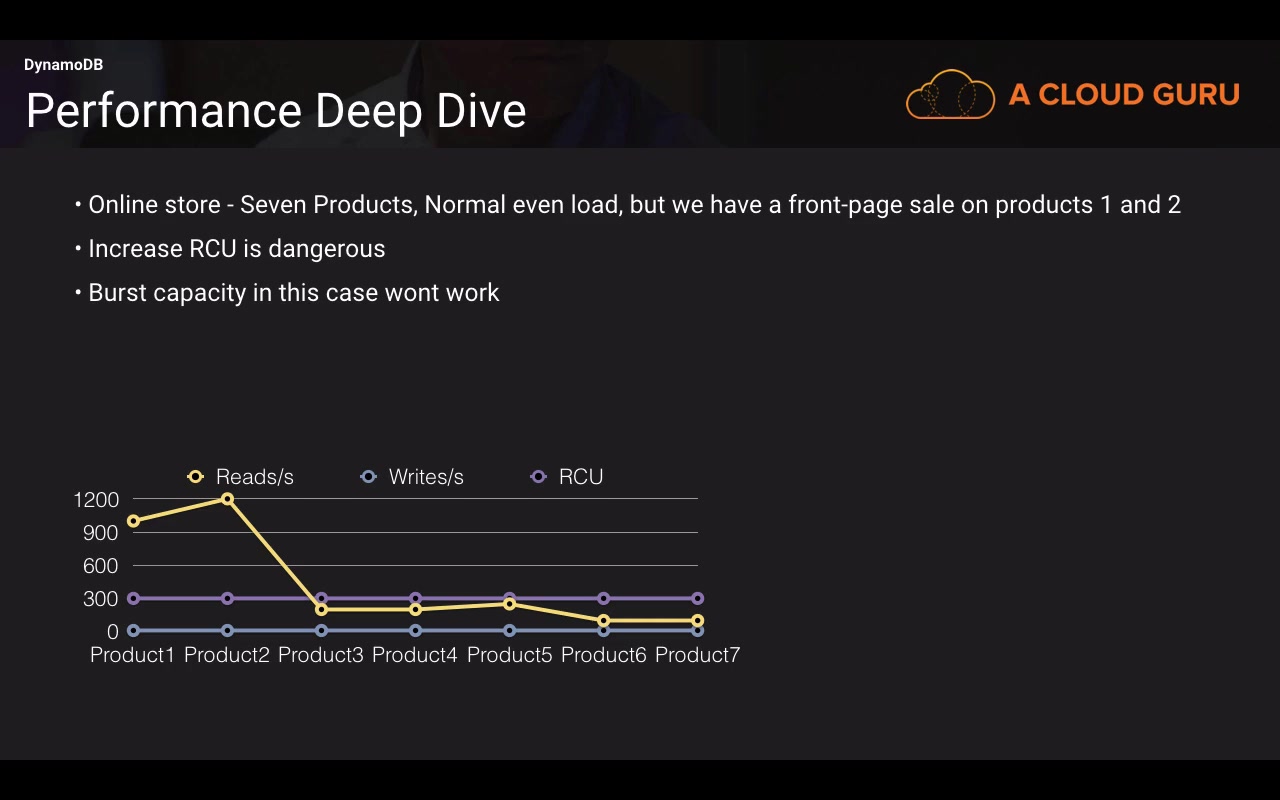 DynamoDB
Performance Deep Dive
A CLOUD GURU
• Online store - Seven Products, Normal even load, but we have a front-page sale on products 1 and 2
• Increase RCU is dangerous
• Burst capacity in this case wont work
Reads/s Writes/s RCU
1200
900
600
300
0
Product1 Product2 Product3 Product4 Product5 Product6 Product7